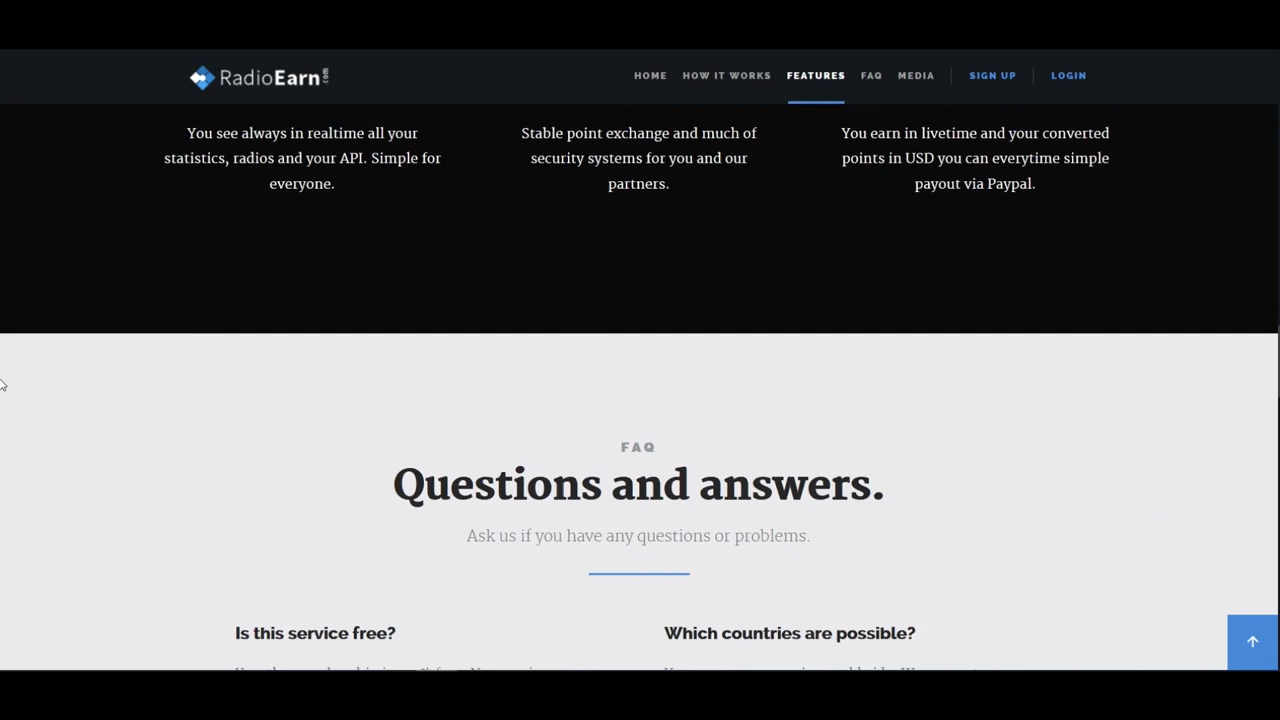 RadioEarn.com
HOME HOW IT WORKS FEATURES FAQ MEDIA SIGN UP LOGIN
You see always in realtime all your
statistics, radios and your API. Simple for
everyone.
Stable point exchange and much of
security systems for you and our
partners.
You earn in livetime and your converted
points in USD you can everytime simple
payout via Paypal.
FAQ
Questions and answers.
Ask us if you have any questions or problems.
Is this service free?
Which countries are possible?